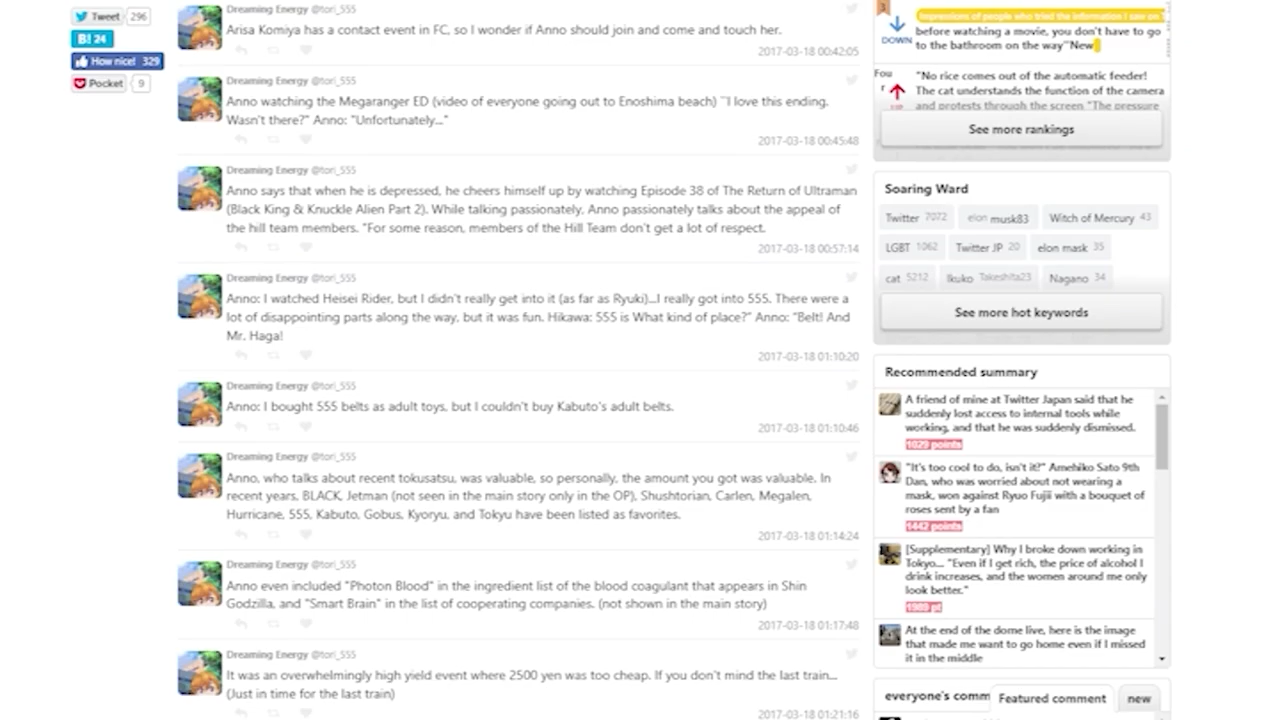 Tweet 296
B! 24
How nice! 329
Pocket 9
Dreaming Energy @tori_555
Arisa Komiya has a contact event in FC, so I wonder if Anno should join and come and touch her.
2017-03-18 00:42:05
Dreaming Energy @tori_555
Anno watching the Megaranger ED (video of everyone going out to Enoshima beach) ``I love this ending.
Wasn't there?" Anno: "Unfortunately..."
2017-03-18 00:45:48
Dreaming Energy @tori_555
Anno says that when he is depressed, he cheers himself up by watching Episode 38 of The Return of Ultraman
(Black King & Knuckle Alien Part 2). While talking passionately, Anno passionately talks about the appeal of
the hill team members. "For some reason, members of the Hill Team don't get a lot of respect.
2017-03-18 00:57:14
Dreaming Energy @tori_555
Anno: I watched Heisei Rider, but I didn't really get into it (as far as Ryuki)...I really got into 555. There were a
lot of disappointing parts along the way, but it was fun. Hikawa: 555 is What kind of place?" Anno: "Belt! And
Mr. Haga!
2017-03-18 01:10:20
Dreaming Energy @tori_555
Anno: I bought 555 belts as adult toys, but I couldn't buy Kabuto's adult belts.
2017-03-18 01:10:46
Dreaming Energy @tori_555
Anno, who talks about recent tokusatsu, was valuable, so personally, the amount you got was valuable. In
recent years, BLACK, Jetman (not seen in the main story only in the OP), Shushtorian, Carlen, Megalen,
Hurricane, 555, Kabuto, Gobus, Kyoryu, and Tokyu have been listed as favorites.
2017-03-18 01:14:24
Dreaming Energy @tori_555
Anno even included "Photon Blood" in the ingredient list of the blood coagulant that appears in Shin
Godzilla, and "Smart Brain" in the list of cooperating companies. (not shown in the main story)
2017-03-18 01:17:48
Dreaming Energy @tori_555
It was an overwhelmingly high yield event where 2500 yen was too cheap. If you don't mind the last train...
(Just in time for the last train)
2017-03-18 01:21:16
3
DOWN
Impressions of people who tried the information I saw on
before watching a movie, you don't have to go
to the bathroom on the way"New
Fou
r
"No rice comes out of the automatic feeder!
The cat understands the function of the camera
and protests through the screen "The pressure
See more rankings
Soaring Ward
Twitter 7072
elon musk83
Witch of Mercury 43
LGBT 1062
Twitter JP 20
elon mask 35
cat 5212
Ikuko Takeshita23
Nagano 34
See more hot keywords
Recommended summary
A friend of mine at Twitter Japan said that he
suddenly lost access to internal tools while
working, and that he was suddenly dismissed.
1029 points
"It's too cool to do, isn't it?" Amehiko Sato 9th
Dan, who was worried about not wearing a
mask, won against Ryuo Fujii with a bouquet of
roses sent by a fan
1442 points
[Supplementary] Why I broke down working in
Tokyo... "Even if I get rich, the price of alcohol I
drink increases, and the women around me only
look better."
1989 pt
At the end of the dome live, here is the image
that made me want to go home even if I missed
it in the middle
everyone's comm
Featured comment
new